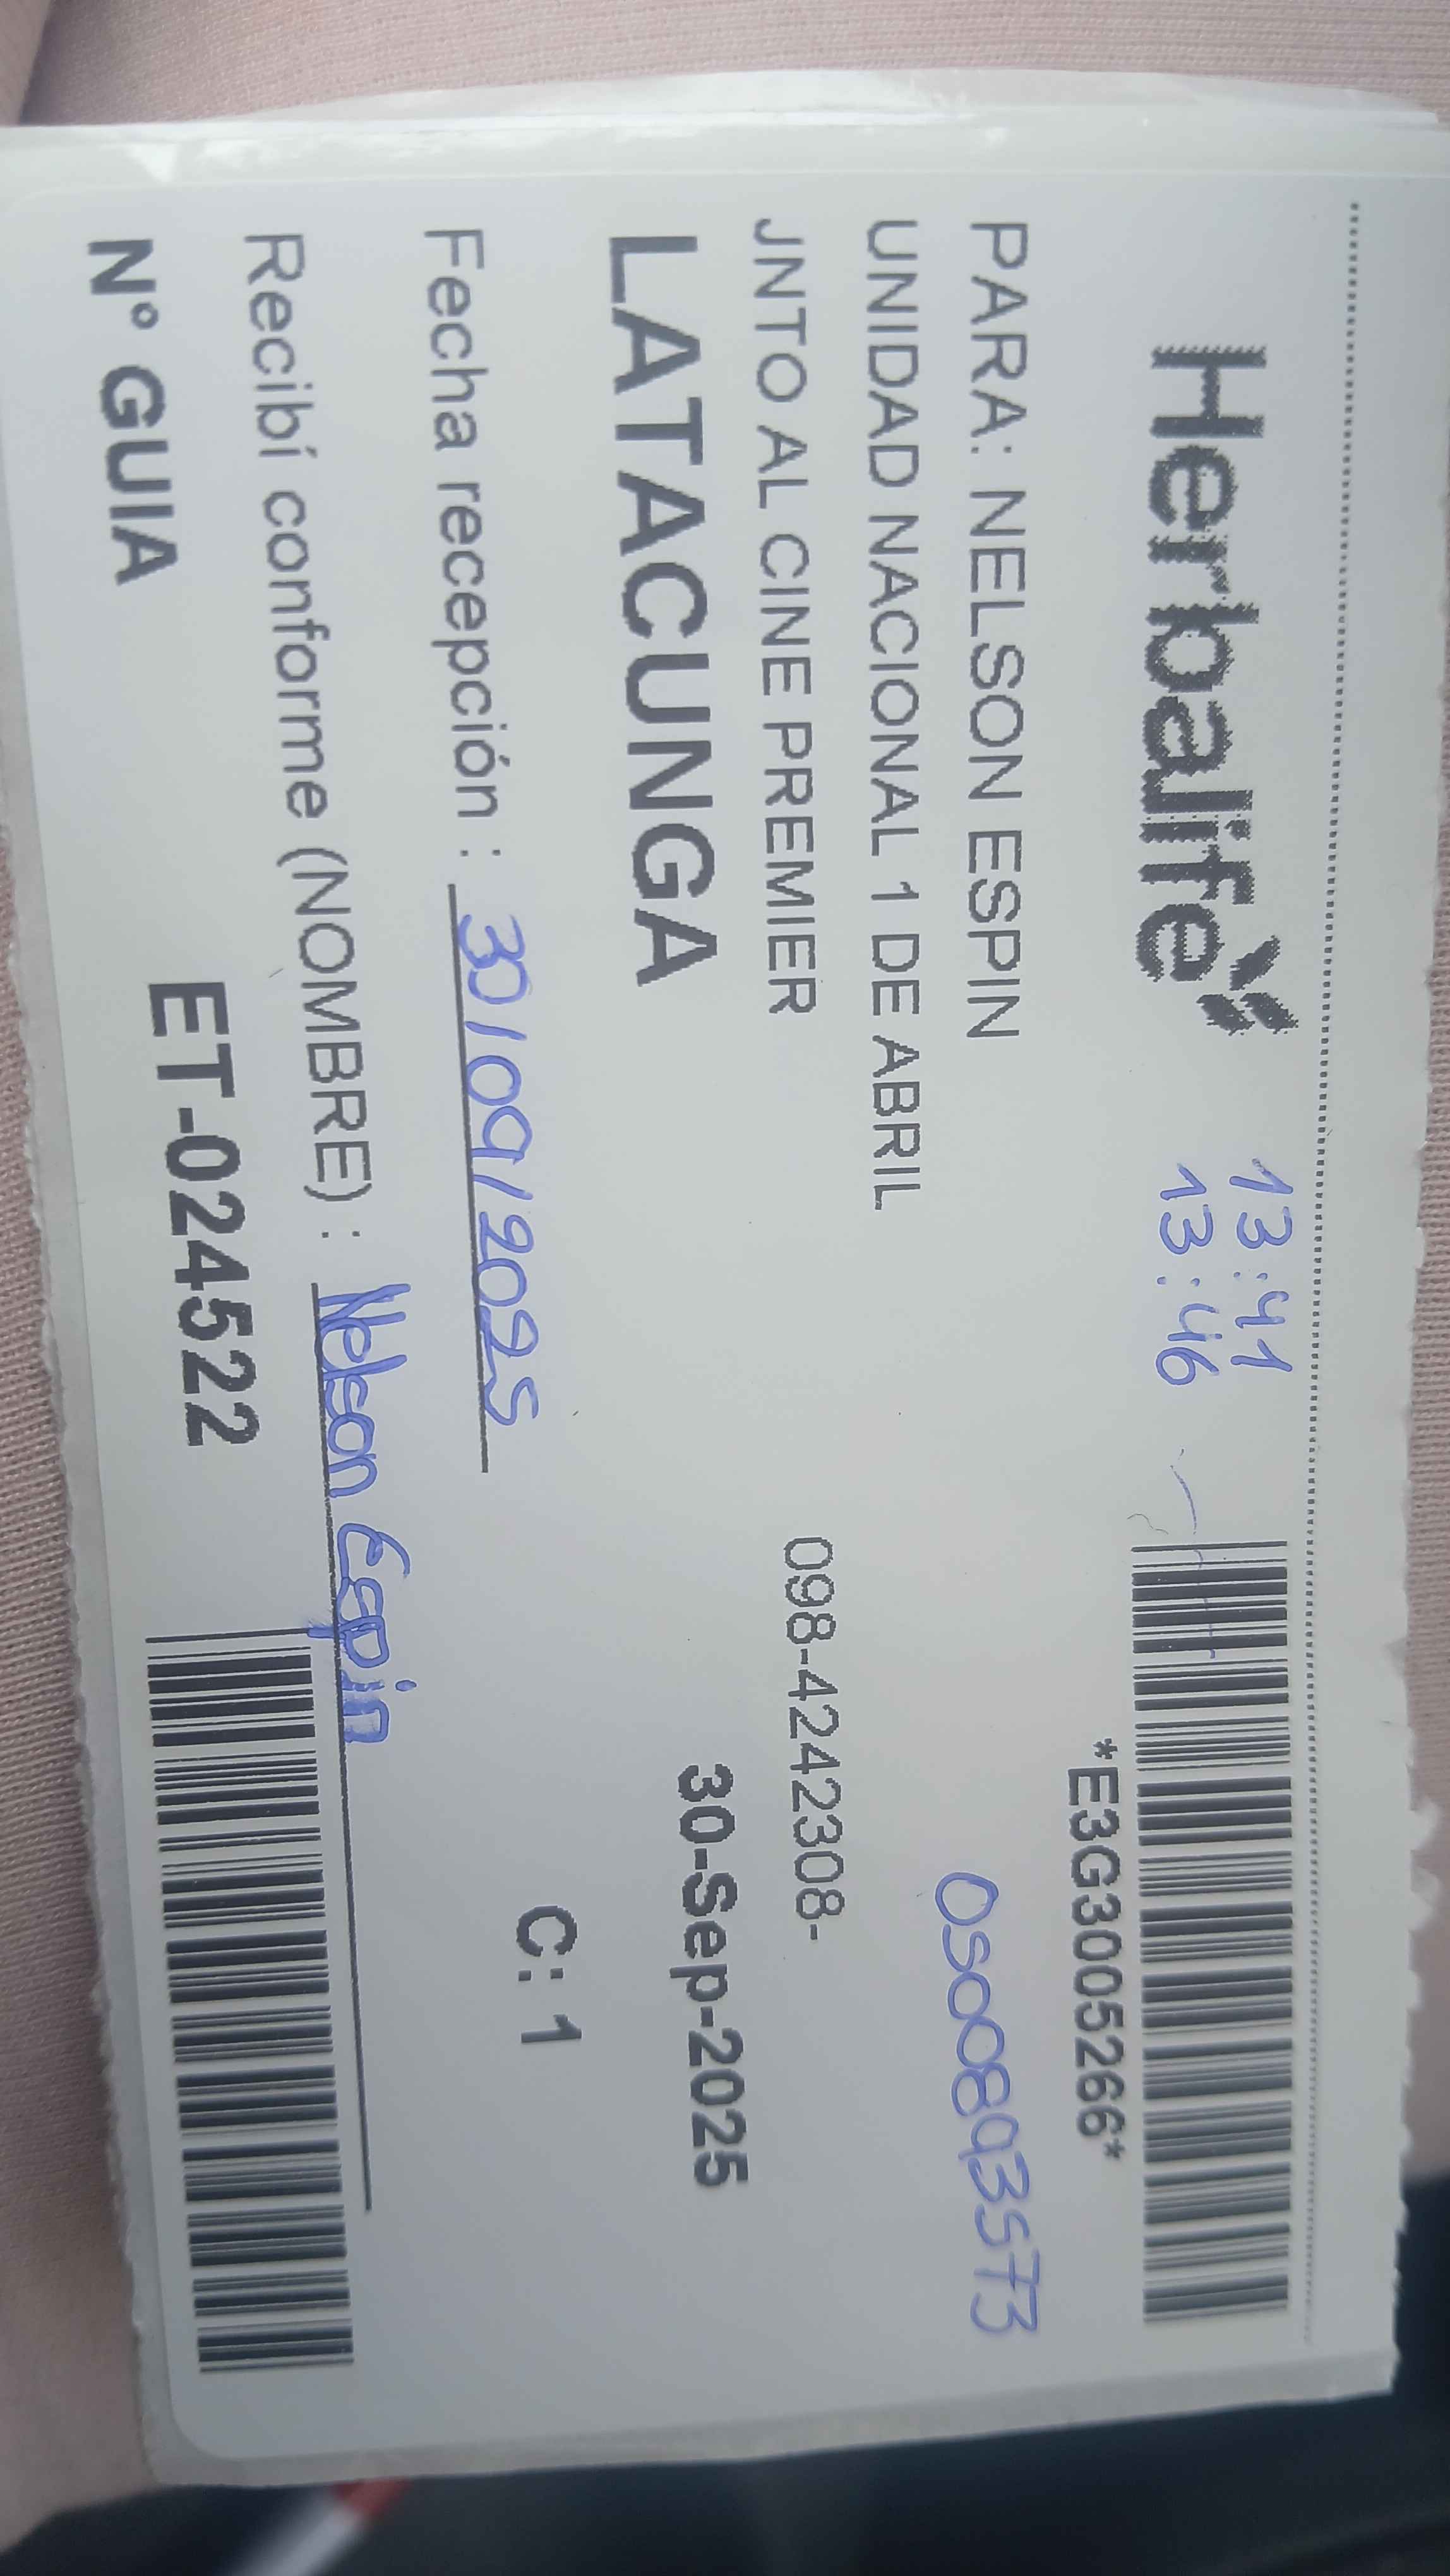 Herbalife
13:41
13:46
*E3G3005266*
PARA: NELSON ESPIN
0500893573
UNIDAD NACIONAL 1 DE ABRIL
JNTO AL CINE PREMIER
098-4242308-
LATACUNGA
30-Sep-2025
Fecha recepción : 30/09/2025
C: 1
Recibí conforme (NOMBRE) : Nelson Espin
N° GUIA ET-024522